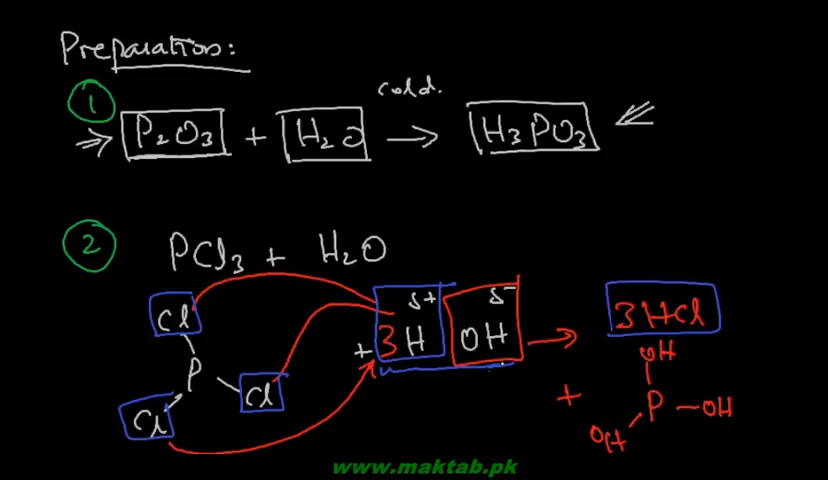 Preparation:
cold.
1
P₂O₃ + H₂O → H₃PO₃
2 PCl₃ + H₂O
δ+ δ-
Cl + 3 H OH → 3HCl
P Cl + OH
Cl P - OH
OH
www.maktab.pk